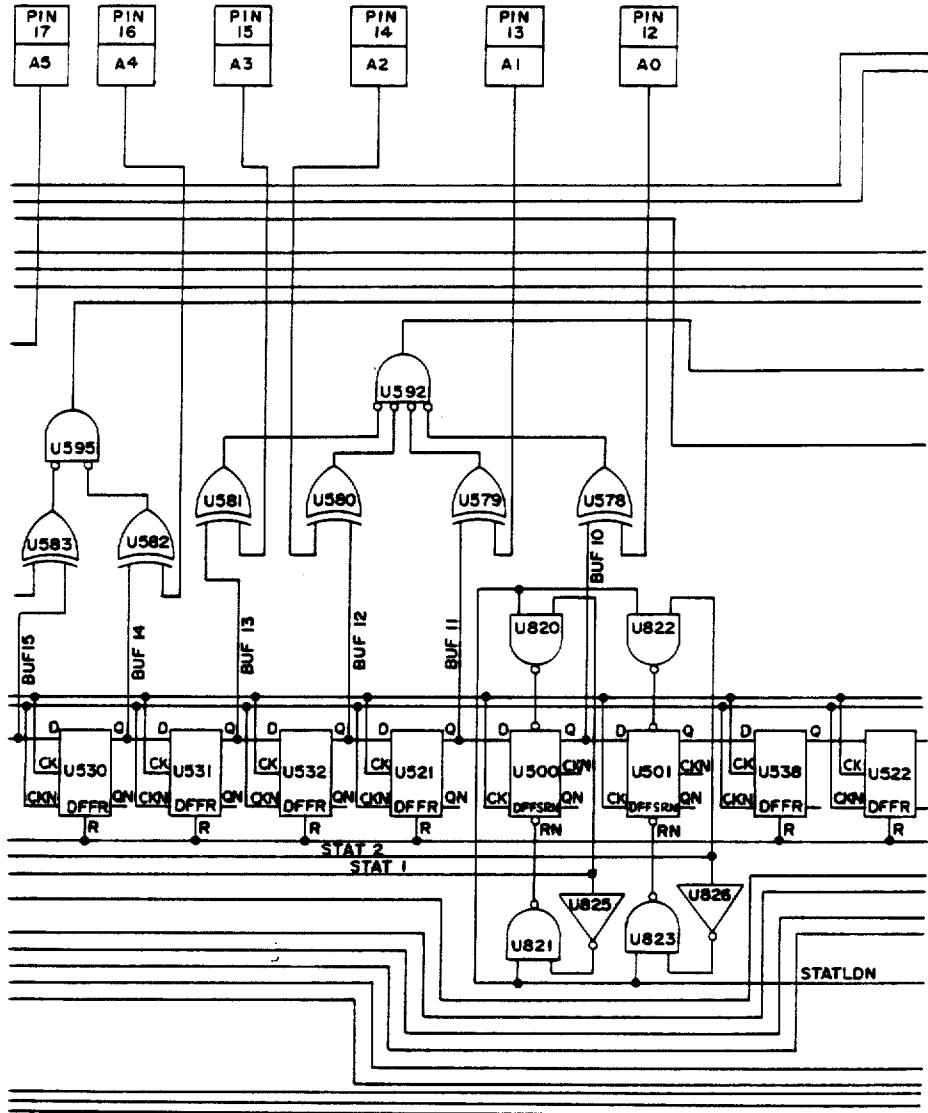 PIN 17 PIN 16 PIN 15 PIN 14 PIN 13 PIN 12
A5 A4 A3 A2 A1 A0
U592
U595
U583 U582 U581 U580 U579 U578
BUF15 BUF 14 BUF 13 BUF 12 BUF 11 BUF 10
U820 U822
D Q D Q D Q D Q D Q D Q D Q
CK CK CK CK CKN CKN CK CK
U530 U531 U532 U521 U500 U501 U538 U522
CKN QN CKN QN CKN QN CKN QN CK QN CK QN CKN CKN
DFFR DFFR DFFR DFFR DFFSRN DFFSRN DFFR DFFR
R R R R RN RN R R
STAT 2
STAT 1
U825 U826
U821 U823
STATLDN